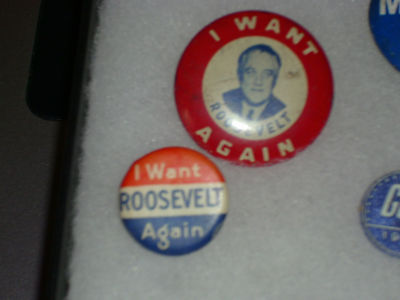 I WANT
ROOSEVELT
AGAIN
I Want
ROOSEVELT
Again